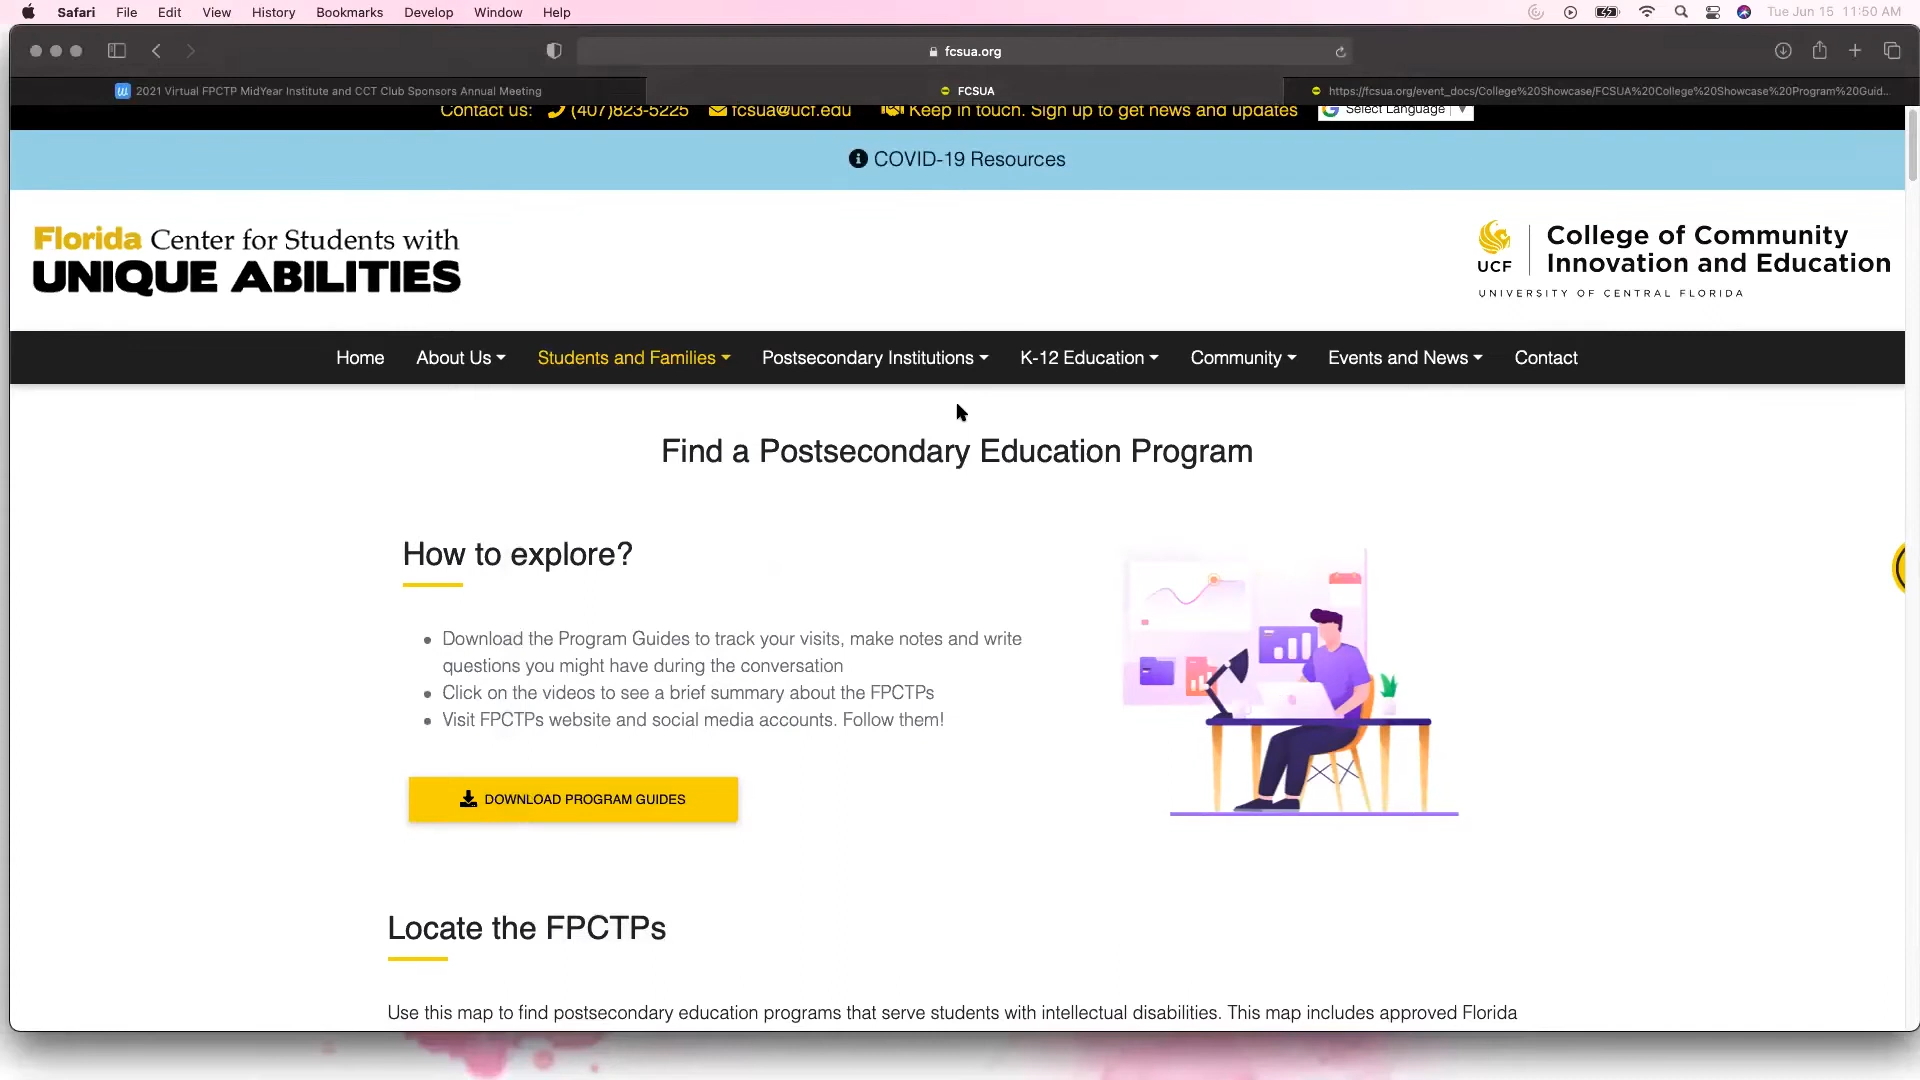 Safari File Edit View History Bookmarks Develop Window Help Tue Jun 15 11:50 AM
fcsua.org
2021 Virtual FPCTP MidYear Institute and CCT Club Sponsors Annual Meeting
FCSUA
https://fcsua.org/event_docs/College%20Showcase/FCSUA%20College%20Showcase%20Program%20Guid...
Contact us: (407)823-5225 fcsua@ucf.edu Keep in touch. Sign up to get news and updates Select Language
COVID-19 Resources
Florida Center for Students with
UNIQUE ABILITIES
UCF
College of Community
Innovation and Education
UNIVERSITY OF CENTRAL FLORIDA
Home About Us Students and Families Postsecondary Institutions K-12 Education Community Events and News Contact
Find a Postsecondary Education Program
How to explore?
Download the Program Guides to track your visits, make notes and write
questions you might have during the conversation
Click on the videos to see a brief summary about the FPCTPs
Visit FPCTPs website and social media accounts. Follow them!
DOWNLOAD PROGRAM GUIDES
Locate the FPCTPs
Use this map to find postsecondary education programs that serve students with intellectual disabilities. This map includes approved Florida